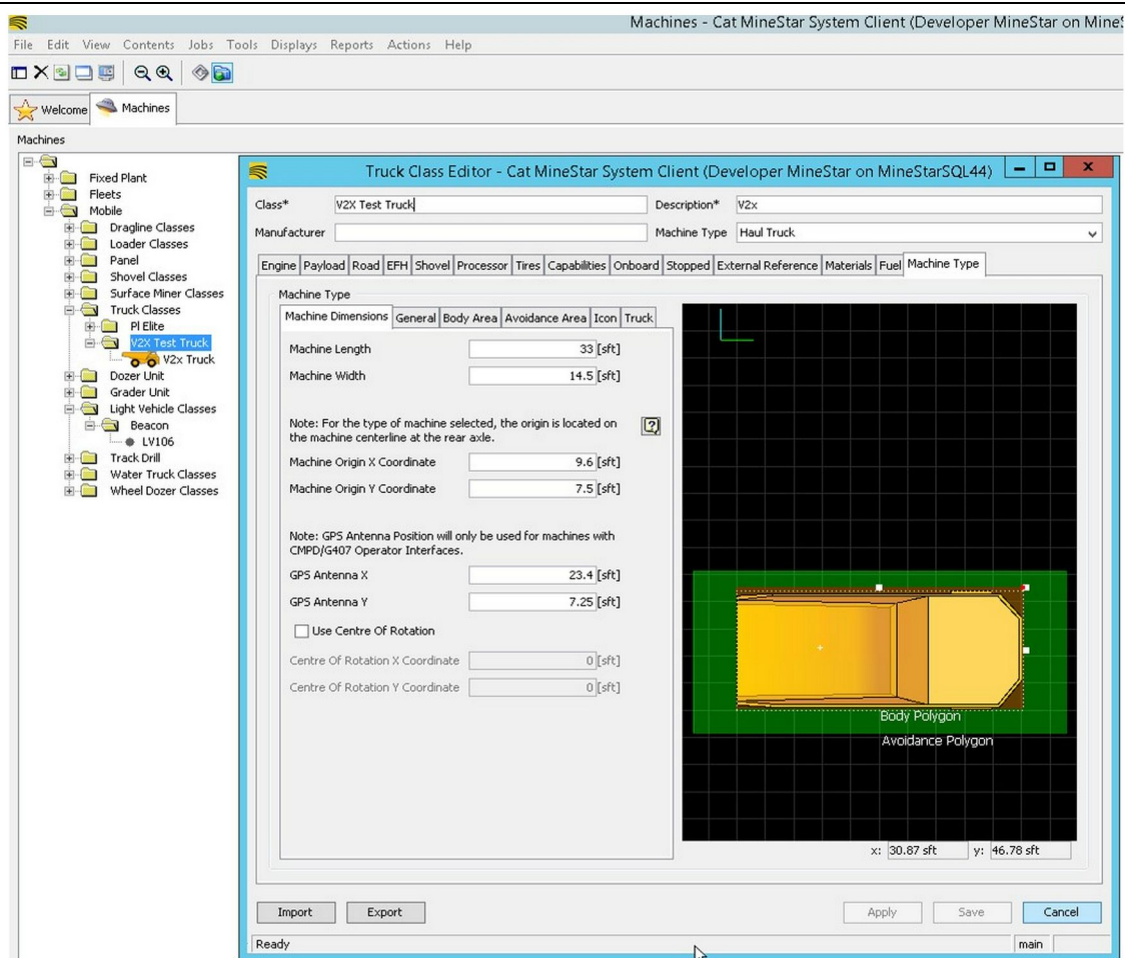 Machines - Cat MineStar System Client (Developer MineStar on Mine
File Edit View Contents Jobs Tools Displays Reports Actions Help
Welcome Machines
Machines
Fixed Plant
Fleets
Mobile
Dragline Classes
Loader Classes
Panel
Shovel Classes
Surface Miner Classes
Truck Classes
Pl Elite
V2X Test Truck
V2x Truck
Dozer Unit
Grader Unit
Light Vehicle Classes
Beacon
LV106
Track Drill
Water Truck Classes
Wheel Dozer Classes
Truck Class Editor - Cat MineStar System Client (Developer MineStar on MineStarSQL44)
Class* V2X Test Truck Description* V2x
Manufacturer Machine Type Haul Truck
Engine Payload Road EFH Shovel Processor Tires Capabilities Onboard Stopped External Reference Materials Fuel Machine Type
Machine Type
Machine Dimensions General Body Area Avoidance Area Icon Truck
Machine Length 33 [sft]
Machine Width 14.5 [sft]
Note: For the type of machine selected, the origin is located on
the machine centerline at the rear axle.
Machine Origin X Coordinate 9.6 [sft]
Machine Origin Y Coordinate 7.5 [sft]
Note: GPS Antenna Position will only be used for machines with
CMPD/G407 Operator Interfaces.
GPS Antenna X 23.4 [sft]
GPS Antenna Y 7.25 [sft]
Use Centre Of Rotation
Centre Of Rotation X Coordinate 0 [sft]
Centre Of Rotation Y Coordinate 0 [sft]
Body Polygon
Avoidance Polygon
x: 30.87 sft y: 46.78 sft
Import Export Apply Save Cancel
Ready main